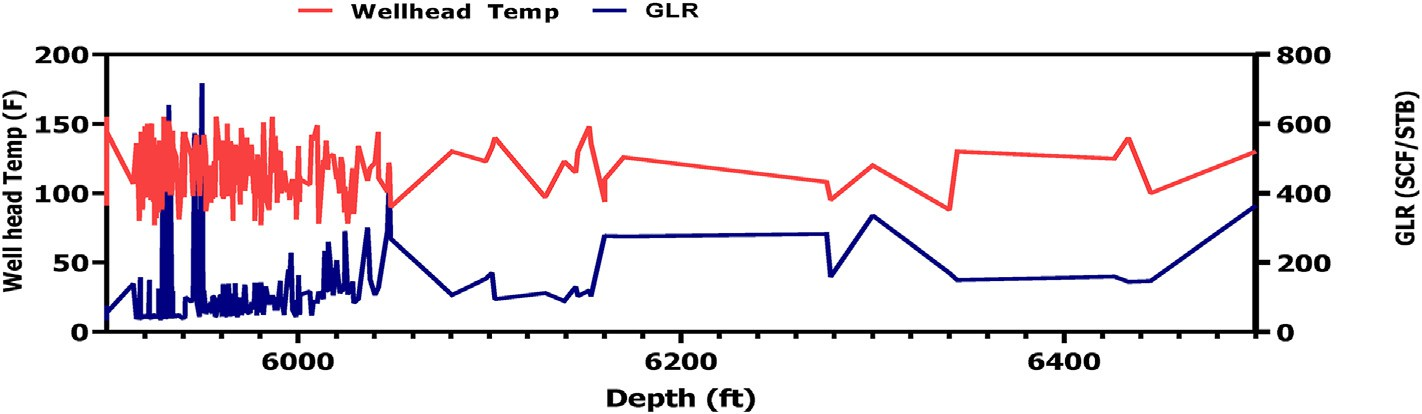 Wellhead Temp GLR
200 800
150 600
100 400
50 200
0 0
6000 6200 6400
Depth (ft)
Well head Temp (F)
GLR (SCF/STB)